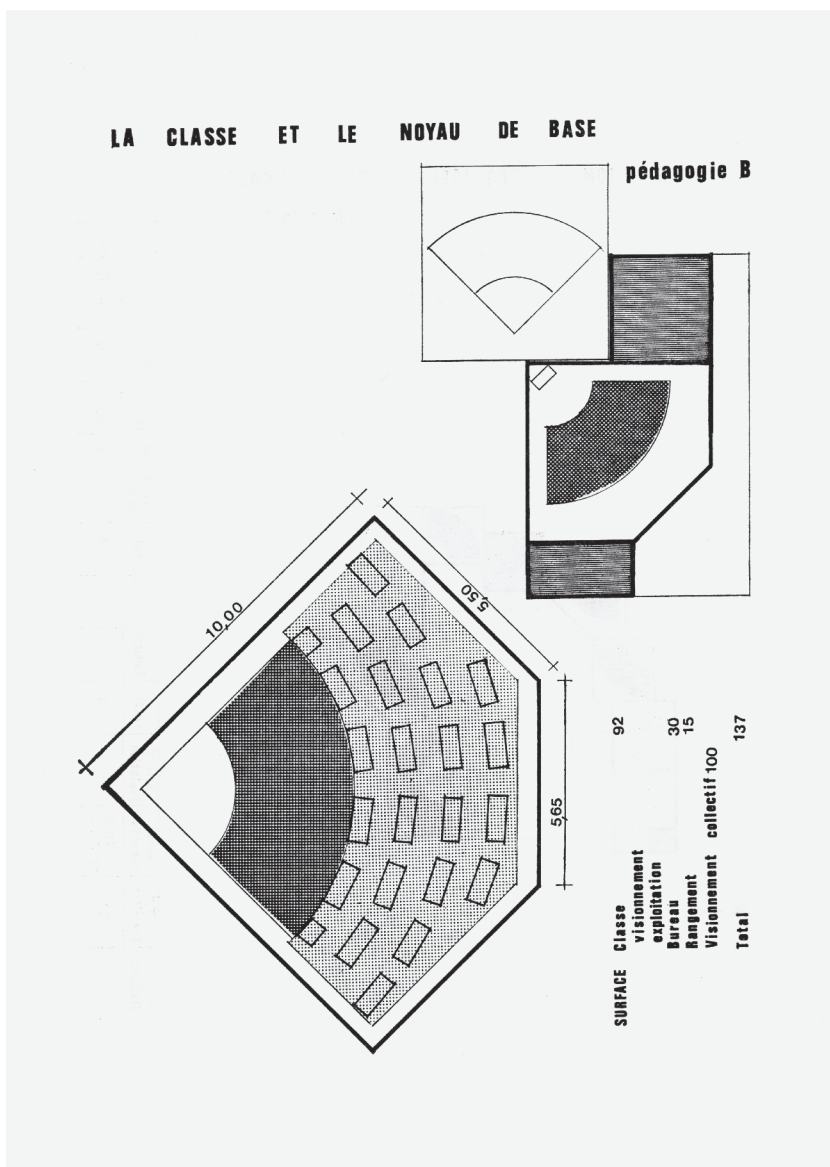 LA CLASSE ET LE NOYAU DE BASE
pédagogie B
10,00
5,50
5,65
SURFACE Classe 92
visionnement
exploitation
Bureau 30
Rangement 15
Visionnement collectif 100
Total 137